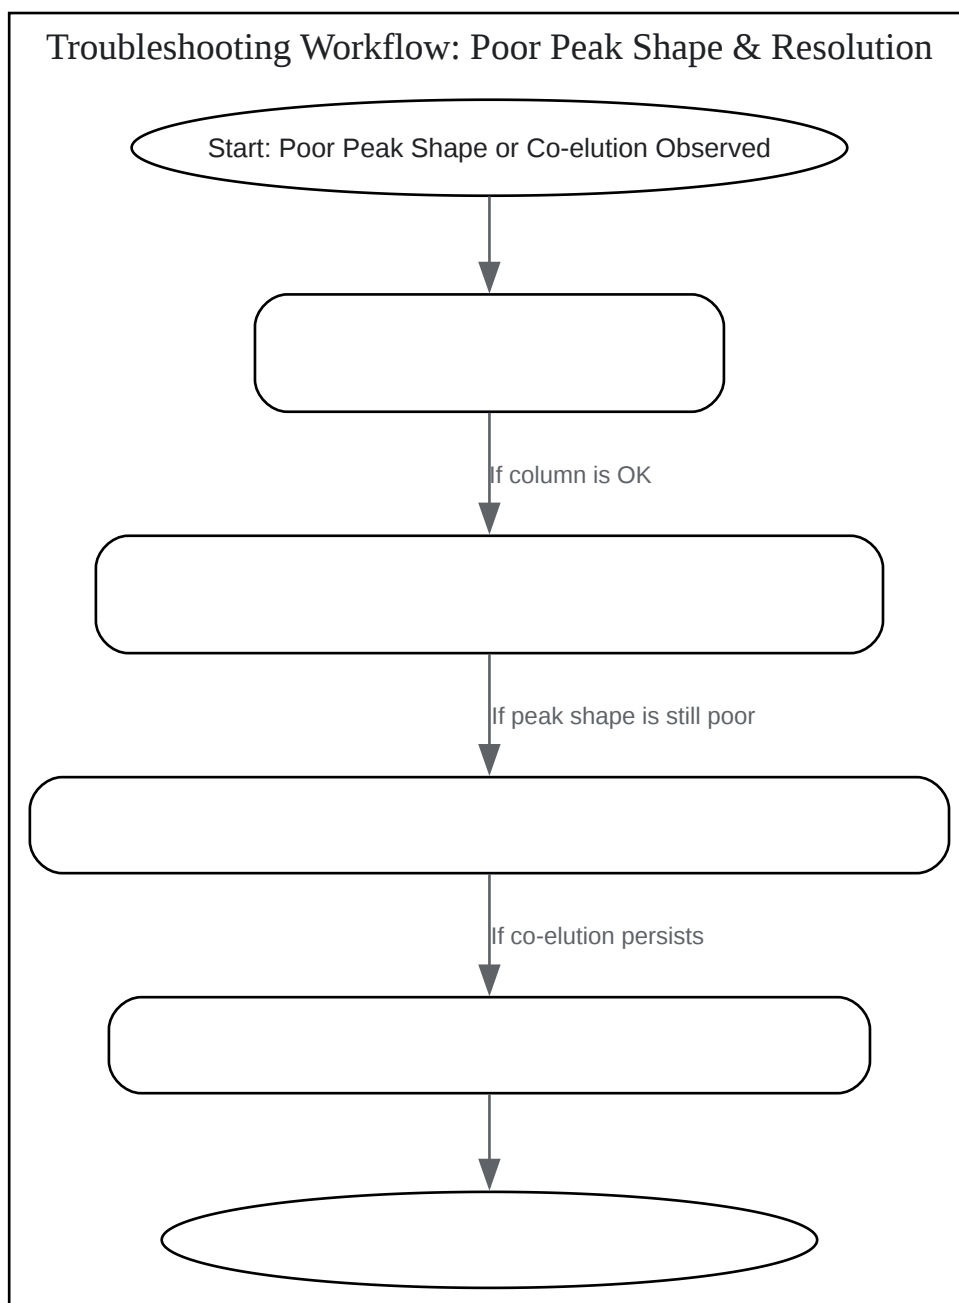 Troubleshooting Workflow: Poor Peak Shape & Resolution
Start: Poor Peak Shape or Co-elution Observed
If column is OK
If peak shape is still poor
If co-elution persists